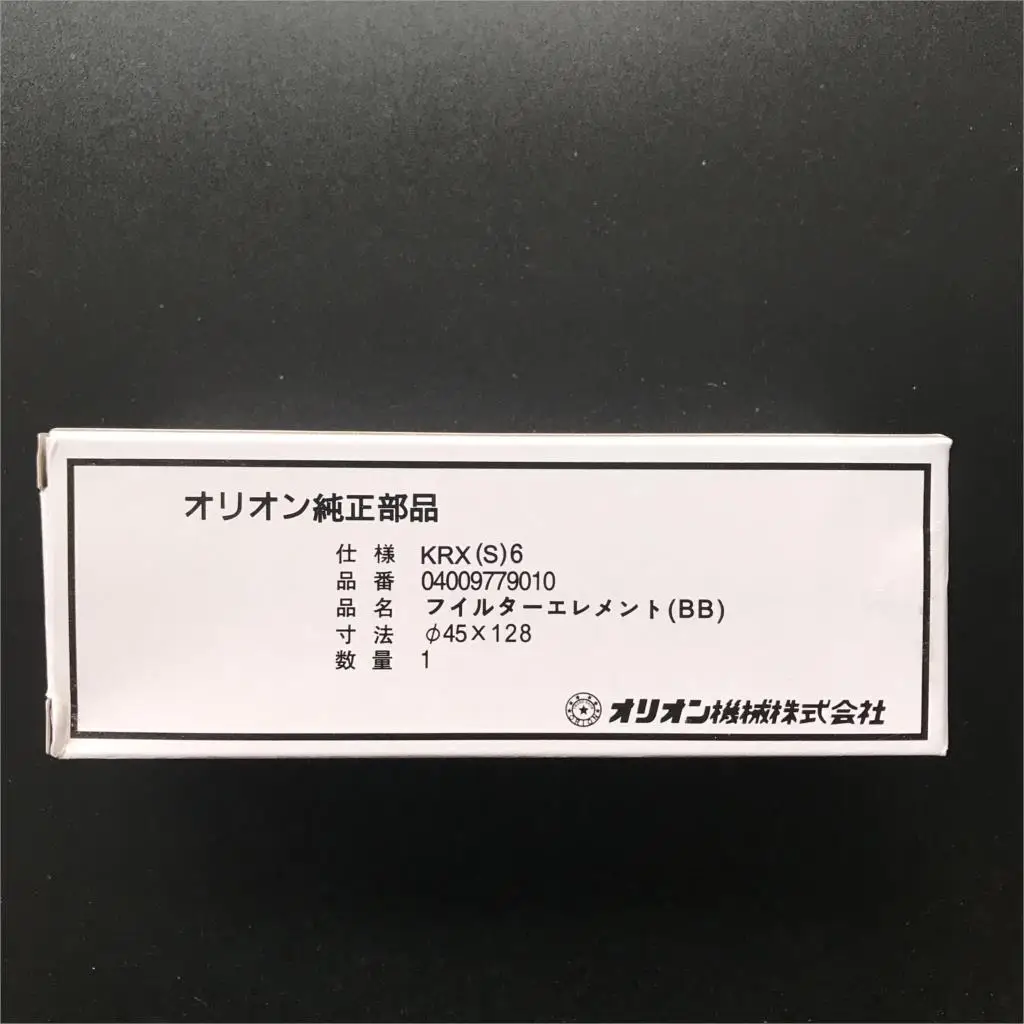 オリオン純正部品
仕様 KRX(S)6
品番 04009779010
品名 フイルターエレメント(BB)
寸法 φ45×128
数量 1
オリオン機械株式会社